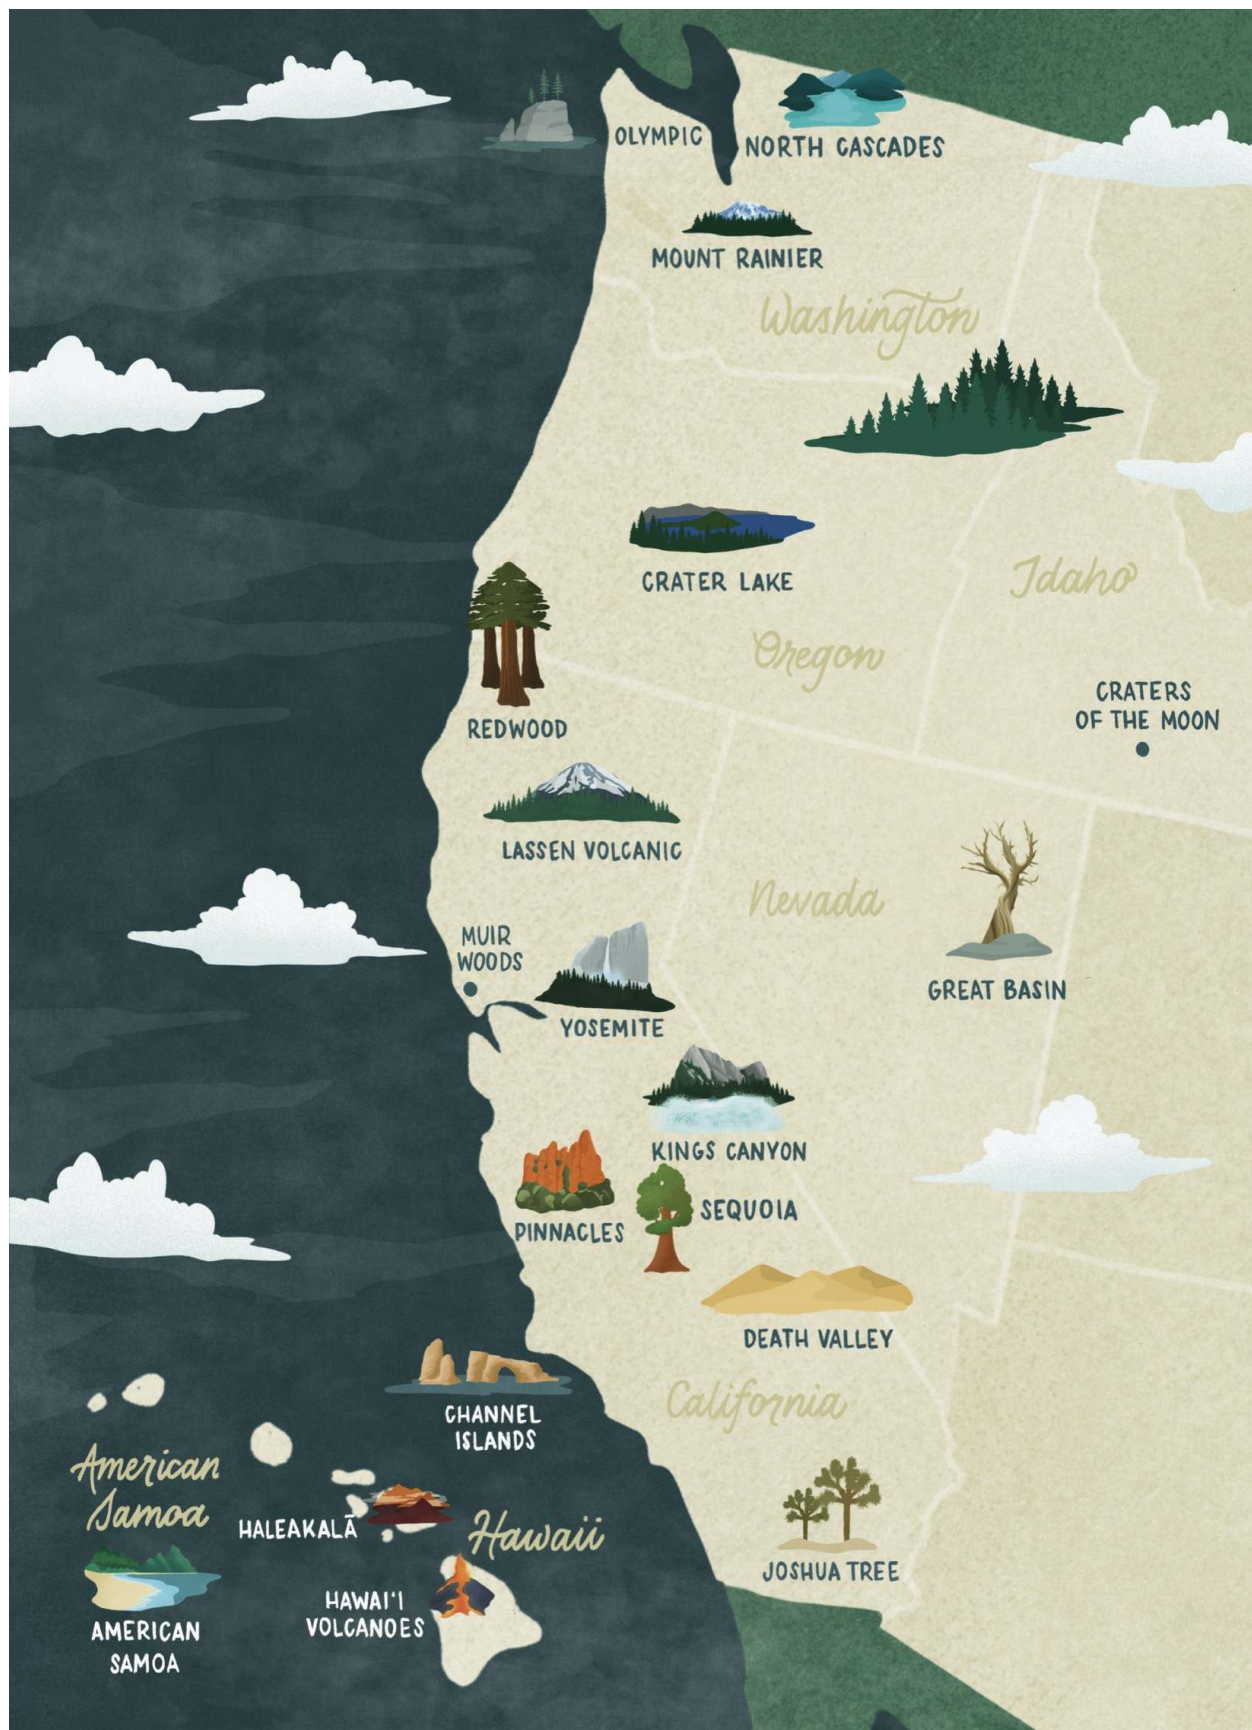 OLYMPIC
NORTH CASCADES
MOUNT RAINIER
Washington
CRATER LAKE
Idaho
Oregon
CRATERS
OF THE MOON
REDWOOD
LASSEN VOLCANIC
Nevada
MUIR
WOODS
GREAT BASIN
YOSEMITE
KINGS CANYON
SEQUOIA
PINNACLES
DEATH VALLEY
California
CHANNEL
ISLANDS
American
Samoa
HALEAKALĀ
Hawaii
JOSHUA TREE
HAWAI'I
VOLCANOES
AMERICAN
SAMOA